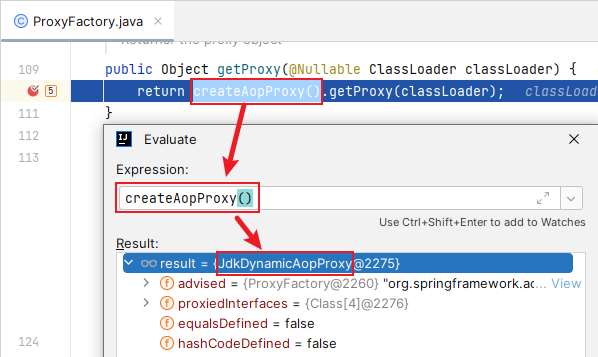 ProxyFactory.java
Returns: the proxy object
109 public Object getProxy(@Nullable ClassLoader classLoader) {
5 return createAopProxy().getProxy(classLoader); classLoad
111 }
112
113
Evaluate
Expression:
createAopProxy()
Use Ctrl+Shift+Enter to add to Watches
Result:
result = {JdkDynamicAopProxy@2275}
advised = {ProxyFactory@2260} "org.springframework.ac... View
proxiedInterfaces = {Class[4]@2276}
equalsDefined = false
124 hashCodeDefined = false